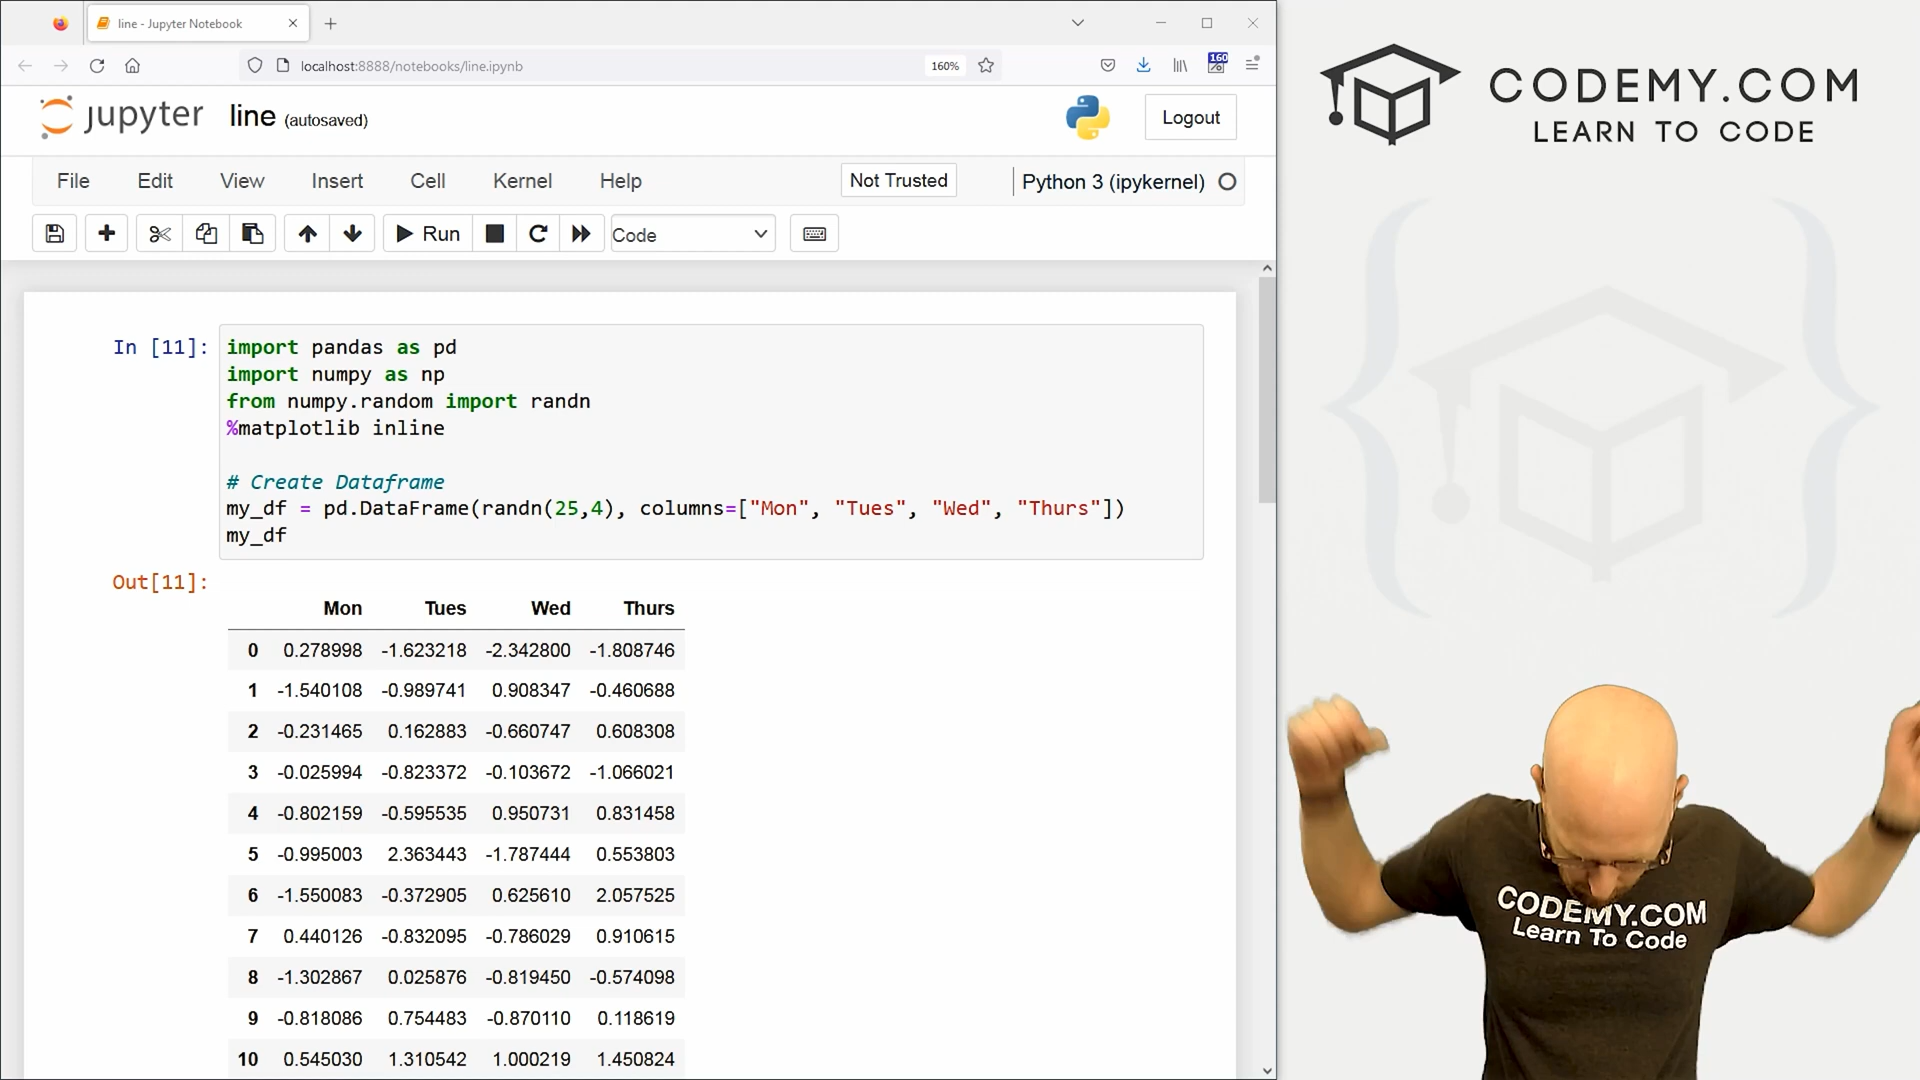 line - Jupyter Notebook
localhost:8888/notebooks/line.ipynb
160%
160
jupyter line (autosaved)
Logout
File Edit View Insert Cell Kernel Help
Not Trusted
Python 3 (ipykernel)
Run
Code
In [11]:
import pandas as pd
import numpy as np
from numpy.random import randn
%matplotlib inline
# Create Dataframe
my_df = pd.DataFrame(randn(25,4), columns=["Mon", "Tues", "Wed", "Thurs"])
my_df
Out[11]:
Mon Tues Wed Thurs
0 0.278998 -1.623218 -2.342800 -1.808746
1 -1.540108 -0.989741 0.908347 -0.460688
2 -0.231465 0.162883 -0.660747 0.608308
3 -0.025994 -0.823372 -0.103672 -1.066021
4 -0.802159 -0.595535 0.950731 0.831458
5 -0.995003 2.363443 -1.787444 0.553803
6 -1.550083 -0.372905 0.625610 2.057525
7 0.440126 -0.832095 -0.786029 0.910615
8 -1.302867 0.025876 -0.819450 -0.574098
9 -0.818086 0.754483 -0.870110 0.118619
10 0.545030 1.310542 1.000219 1.450824
CODEMY.COM
LEARN TO CODE
CODEMY.COM
Learn To Code